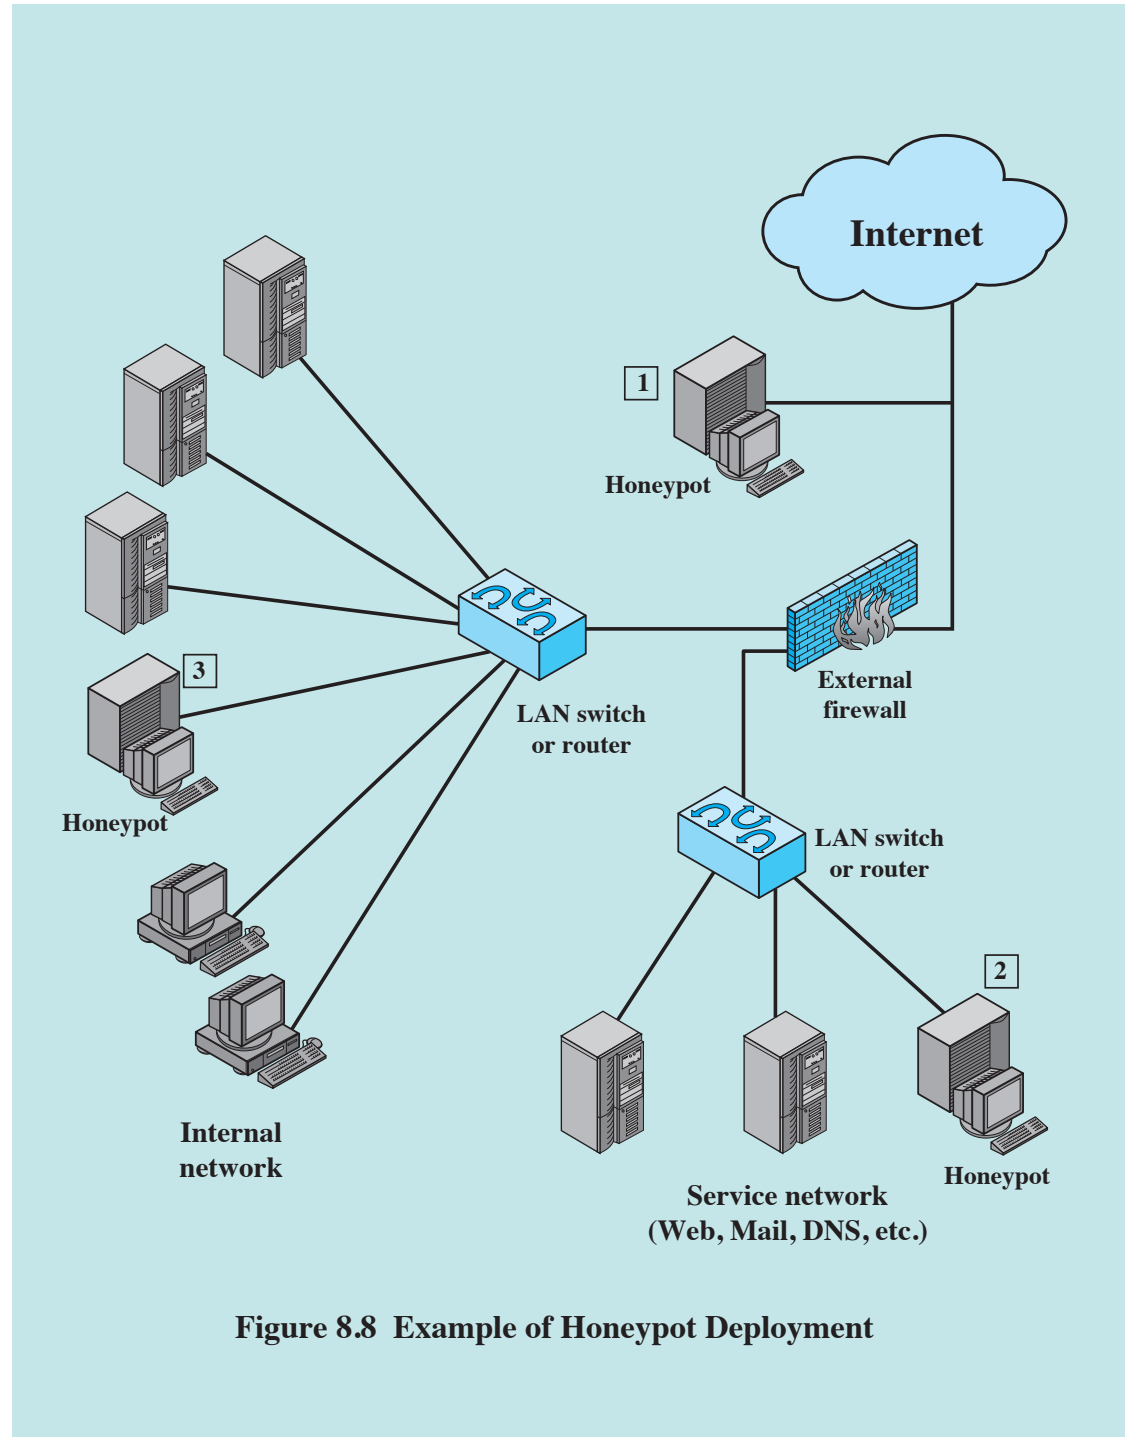 Internet
1
Honeypot
3
External
firewall
LAN switch
or router
Honeypot
LAN switch
or router
2
Internal
network
Honeypot
Service network
(Web, Mail, DNS, etc.)
Figure 8.8  Example of Honeypot Deployment